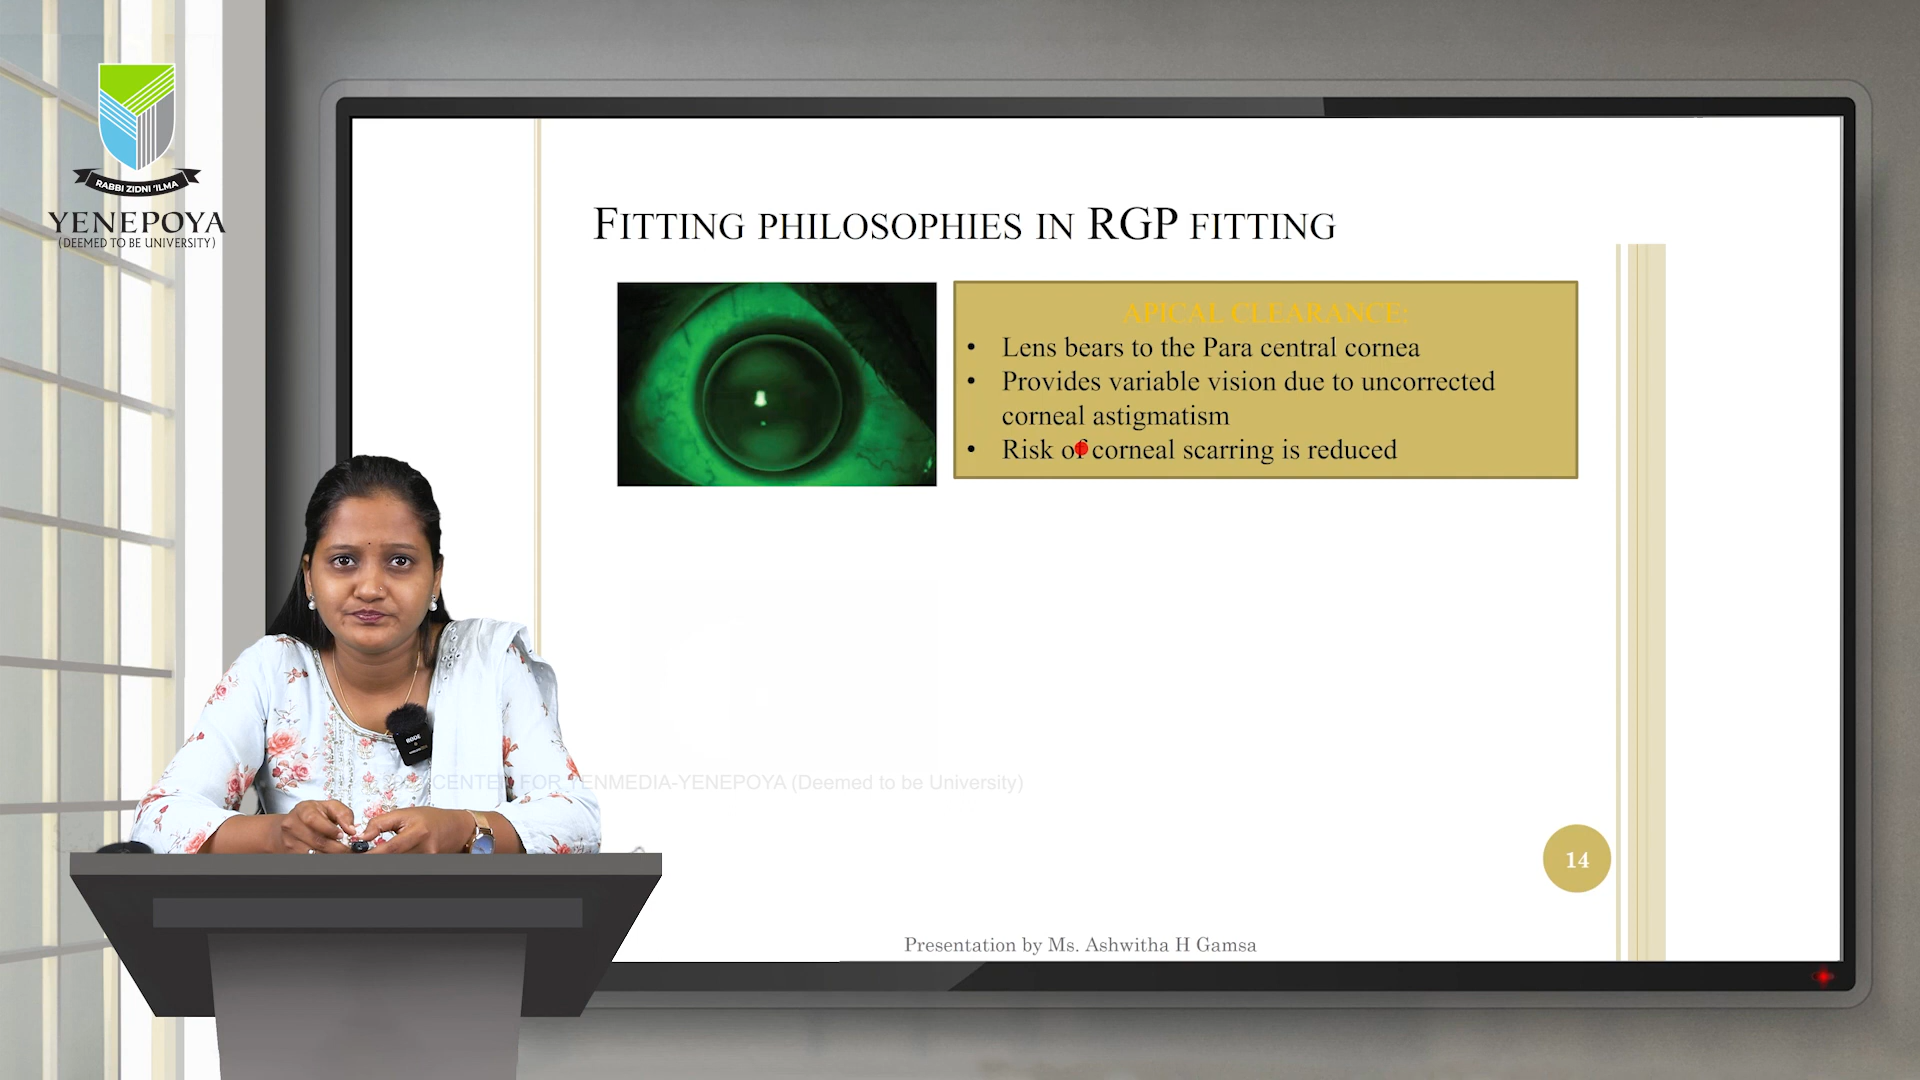 RABBI ZIDNI 'ILMA
YENEPOYA
(DEEMED TO BE UNIVERSITY)
FITTING PHILOSOPHIES IN RGP FITTING
APICAL CLEARANCE:
• Lens bears to the Para central cornea
• Provides variable vision due to uncorrected
corneal astigmatism
• Risk of corneal scarring is reduced
RODE
CENTER FOR YENMEDIA-YENEPOYA (Deemed to be University)
14
Presentation by Ms. Ashwitha H Gamsa